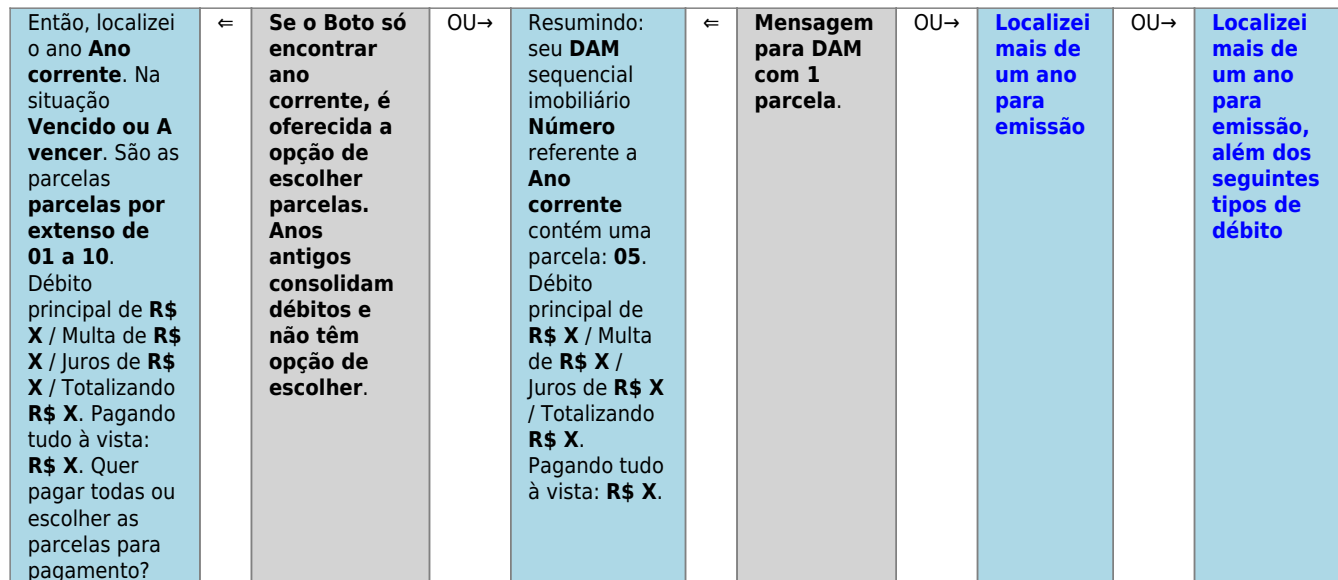 Então, localizei
o ano Ano
corrente. Na
situação
Vencido ou A
vencer. São as
parcelas
parcelas por
extenso de
01 a 10.
Débito
principal de R$
X / Multa de R$
X / Juros de R$
X / Totalizando
R$ X. Pagando
tudo à vista:
R$ X. Quer
pagar todas ou
escolher as
parcelas para
pagamento?
⇐
Se o Boto só
encontrar
ano
corrente, é
oferecida a
opção de
escolher
parcelas.
Anos
antigos
consolidam
débitos e
não têm
opção de
escolher.
OU→
Resumindo:
seu DAM
sequencial
imobiliário
Número
referente a
Ano
corrente
contém uma
parcela: 05.
Débito
principal de
R$ X / Multa
de R$ X /
Juros de R$ X
/ Totalizando
R$ X.
Pagando tudo
à vista: R$ X.
⇐
Mensagem
para DAM
com 1
parcela.
OU→
Localizei
mais de
um ano
para
emissão
OU→
Localizei
mais de
um ano
para
emissão,
além dos
seguintes
tipos de
débito